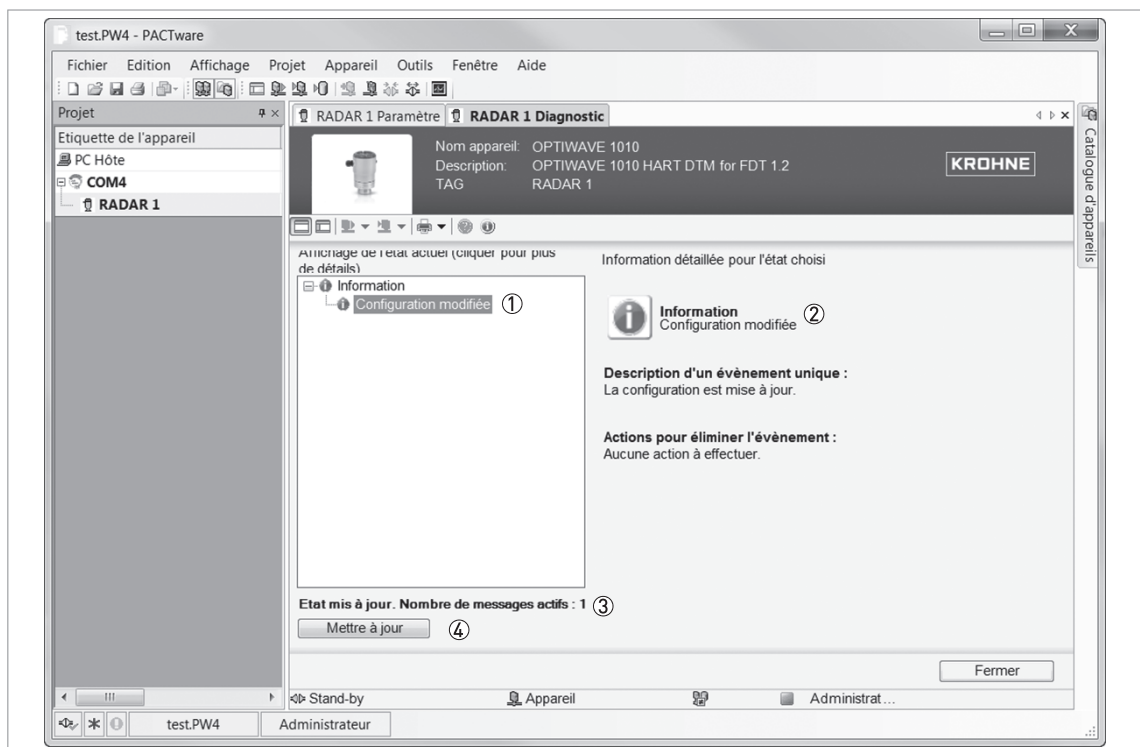 test.PW4 - PACTware
Fichier Edition Affichage Projet Appareil Outils Fenêtre Aide
Projet
Etiquette de l'appareil
PC Hôte
COM4
RADAR 1
RADAR 1 Paramètre RADAR 1 Diagnostic
Nom appareil: OPTIWAVE 1010
Description: OPTIWAVE 1010 HART DTM for FDT 1.2
TAG RADAR 1
KROHNE
Catalogue d'appareils
Affichage de l'état actuel (cliquer pour plus
de détails)
Information
Configuration modifiée ①
Information détaillée pour l'état choisi
Information
Configuration modifiée ②
Description d'un évènement unique :
La configuration est mise à jour.
Actions pour éliminer l'évènement :
Aucune action à effectuer.
Etat mis à jour. Nombre de messages actifs : 1 ③
Mettre à jour ④
Fermer
Stand-by Appareil Administrat...
test.PW4 Administrateur